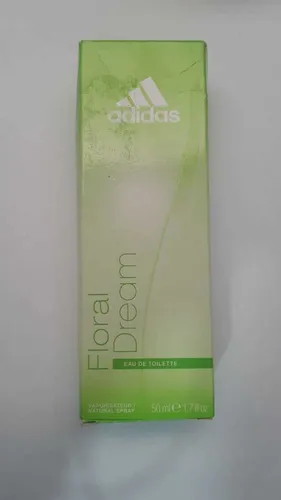 adidas
Floral
Dream
EAU DE TOILETTE
VAPORISATEUR /
NATURAL SPRAY
50 ml e 1.7 fl.oz